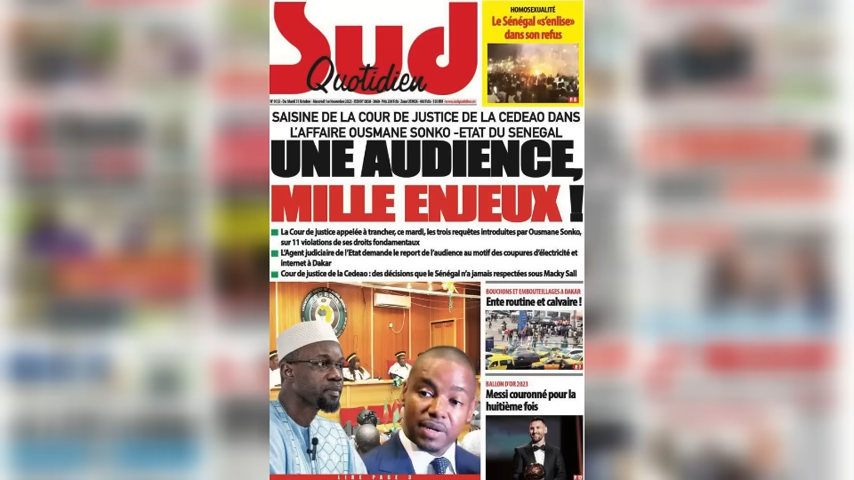 Sud
Quotidien
HOMOSEXUALITÉ
Le Sénégal «s'enlise»
dans son refus
SAISINE DE LA COUR DE JUSTICE DE LA CEDEAO DANS
L'AFFAIRE OUSMANE SONKO -ETAT DU SENEGAL
UNE AUDIENCE,
MILLE ENJEUX !
La Cour de justice appelée à trancher, ce mardi, les trois requêtes introduites par Ousmane Sonko,
sur 11 violations de ses droits fondamentaux
L'Agent judiciaire de l'Etat demande le report de l'audience au motif des coupures d'électricité et
Internet à Dakar
Cour de justice de la Cedeao : des décisions que le Sénégal n'a jamais respectées sous Macky Sall
BOUCHONS ET EMBOUTEILLAGES A DAKAR
Ente routine et calvaire !
BALLON D'OR 2023
Messi couronné pour la
huitième fois
LIRE PAGE 3